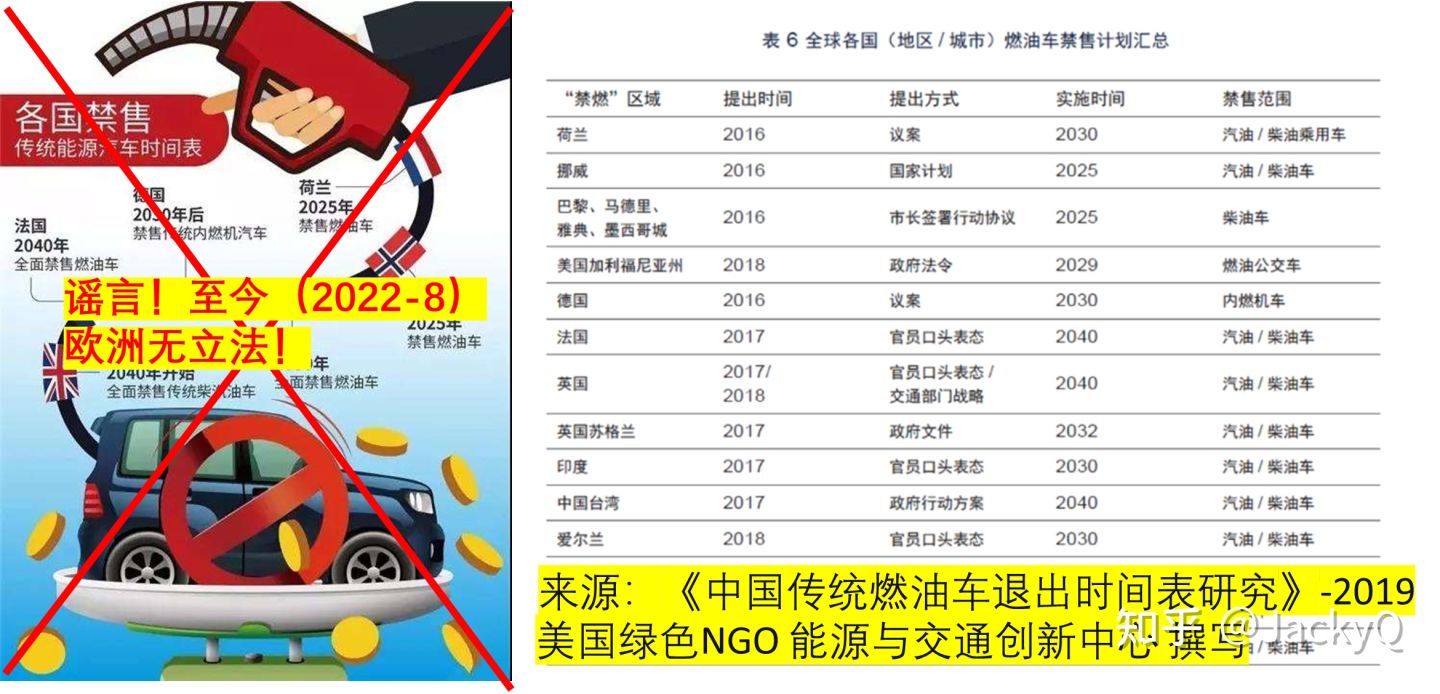 各国禁售
传统能源汽车时间表
荷兰
2025年
禁售燃油车
德国
2030年后
禁售传统内燃机汽车
法国
2040年
全面禁售燃油车
谣言！至今（2022-8）
欧洲无立法！
2025年
禁售燃油车
2040年开始
全面禁售传统柴汽油车
全面禁售燃油车
表 6 全球各国（地区 / 城市）燃油车禁售计划汇总
“禁燃”区域 提出时间 提出方式 实施时间 禁售范围
荷兰 2016 议案 2030 汽油 / 柴油乘用车
挪威 2016 国家计划 2025 汽油 / 柴油车
巴黎、马德里、
雅典、墨西哥城 2016 市长签署行动协议 2025 柴油车
美国加利福尼亚州 2018 政府法令 2029 燃油公交车
德国 2016 议案 2030 内燃机车
法国 2017 官员口头表态 2040 汽油 / 柴油车
英国 2017/
2018 官员口头表态 /
交通部门战略 2040 汽油 / 柴油车
英国苏格兰 2017 政府文件 2032 汽油 / 柴油车
印度 2017 官员口头表态 2030 汽油 / 柴油车
中国台湾 2017 政府行动方案 2040 汽油 / 柴油车
爱尔兰 2018 官员口头表态 2030 汽油 / 柴油车
来源：《中国传统燃油车退出时间表研究》-2019
美国绿色NGO 能源与交通创新中心 撰写
/ 柴油车
知乎 @JackyQ